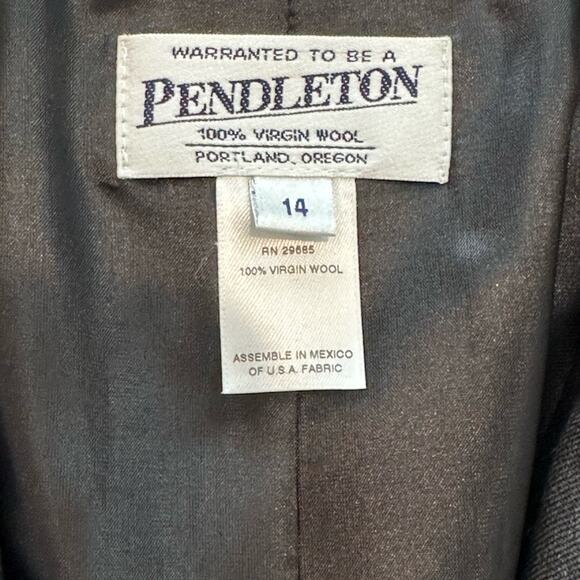 WARRANTED TO BE A
PENDLETON
100% VIRGIN WOOL
PORTLAND, OREGON
14
RN 29685
100% VIRGIN WOOL
ASSEMBLE IN MEXICO
OF U.S.A. FABRIC